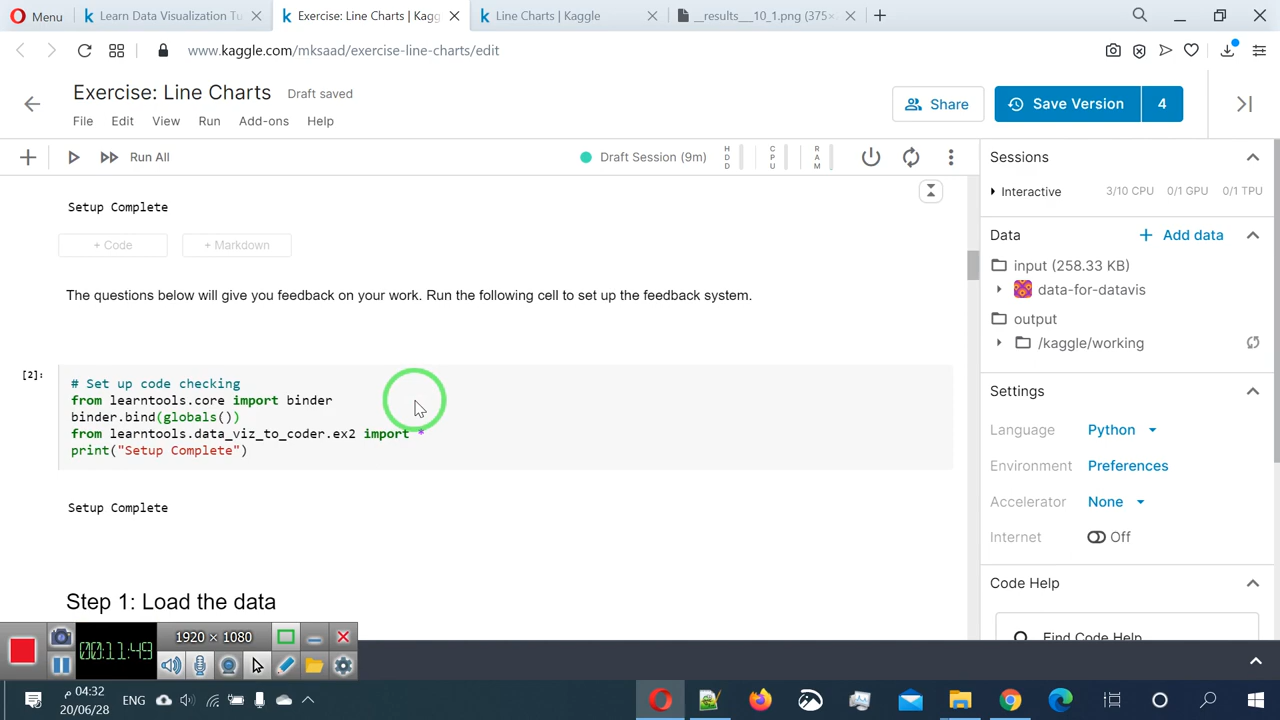 Menu
Learn Data Visualization Tu
Exercise: Line Charts | Kagg
Line Charts | Kaggle
__results___10_1.png (375×
www.kaggle.com/mksaad/exercise-line-charts/edit
Exercise: Line Charts
Draft saved
File Edit View Run Add-ons Help
Share
Save Version
4
Run All
Draft Session (9m)
HDD
CPU
RAM
Setup Complete
+ Code
+ Markdown
The questions below will give you feedback on your work. Run the following cell to set up the feedback system.
[2]:
# Set up code checking
from learntools.core import binder
binder.bind(globals())
from learntools.data_viz_to_coder.ex2 import *
print("Setup Complete")
Setup Complete
Step 1: Load the data
Sessions
Interactive
3/10 CPU 0/1 GPU 0/1 TPU
Data
+ Add data
input (258.33 KB)
data-for-datavis
output
/kaggle/working
Settings
Language Python
Environment Preferences
Accelerator None
Internet Off
Code Help
Find Code Help
00:11:49
1920 × 1080
04:32 م
20/06/28
ENG